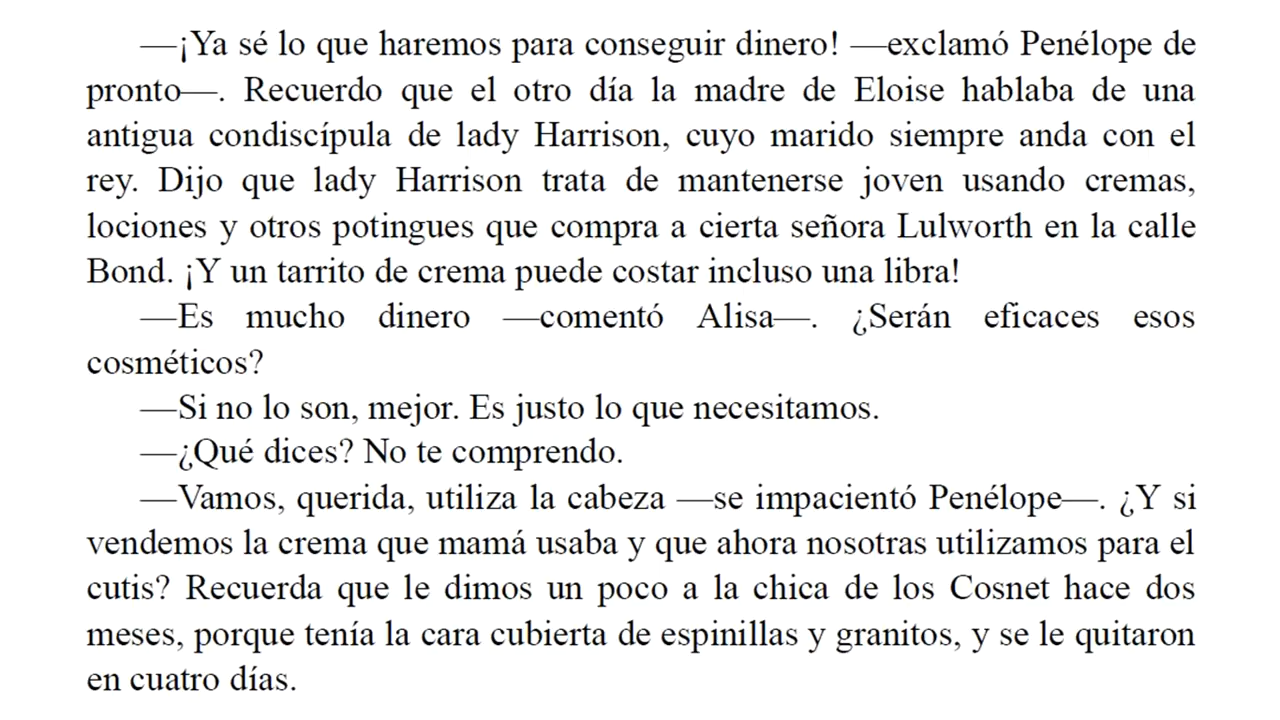 —¡Ya sé lo que haremos para conseguir dinero! —exclamó Penélope de
pronto—. Recuerdo que el otro día la madre de Eloise hablaba de una
antigua condiscípula de lady Harrison, cuyo marido siempre anda con el
rey. Dijo que lady Harrison trata de mantenerse joven usando cremas,
lociones y otros potingues que compra a cierta señora Lulworth en la calle
Bond. ¡Y un tarrito de crema puede costar incluso una libra!
—Es mucho dinero —comentó Alisa—. ¿Serán eficaces esos
cosméticos?
—Si no lo son, mejor. Es justo lo que necesitamos.
—¿Qué dices? No te comprendo.
—Vamos, querida, utiliza la cabeza —se impacientó Penélope—. ¿Y si
vendemos la crema que mamá usaba y que ahora nosotras utilizamos para el
cutis? Recuerda que le dimos un poco a la chica de los Cosnet hace dos
meses, porque tenía la cara cubierta de espinillas y granitos, y se le quitaron
en cuatro días.